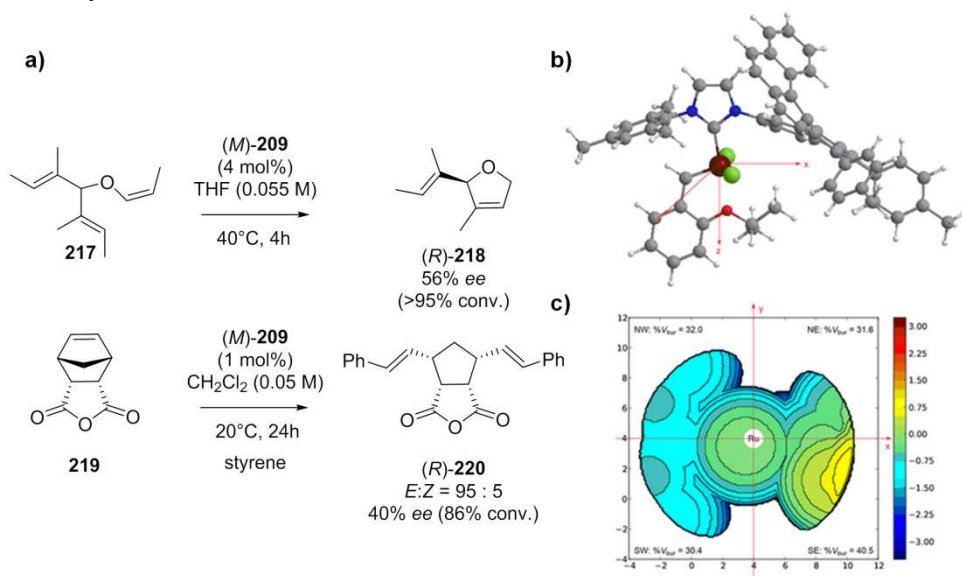 a)
(M)-209
(4 mol%)
THF (0.055 M)
40°C, 4h
O
217
O
(R)-218
56% ee
(>95% conv.)
(M)-209
(1 mol%)
CH2Cl2 (0.05 M)
20°C, 24h
styrene
O
O
O
219
Ph
Ph
O
O
O
(R)-220
E:Z = 95 : 5
40% ee (86% conv.)
b)
x
z
c)
y
NW: %Vbur = 32.0
NE: %Vbur = 31.6
Ru
x
SW: %Vbur = 30.4
SE: %Vbur = 40.5
12
10
8
6
4
2
0
−2
−4
−4 −2 0 2 4 6 8 10 12
3.00
2.25
1.50
0.75
0.00
−0.75
−1.50
−2.25
−3.00